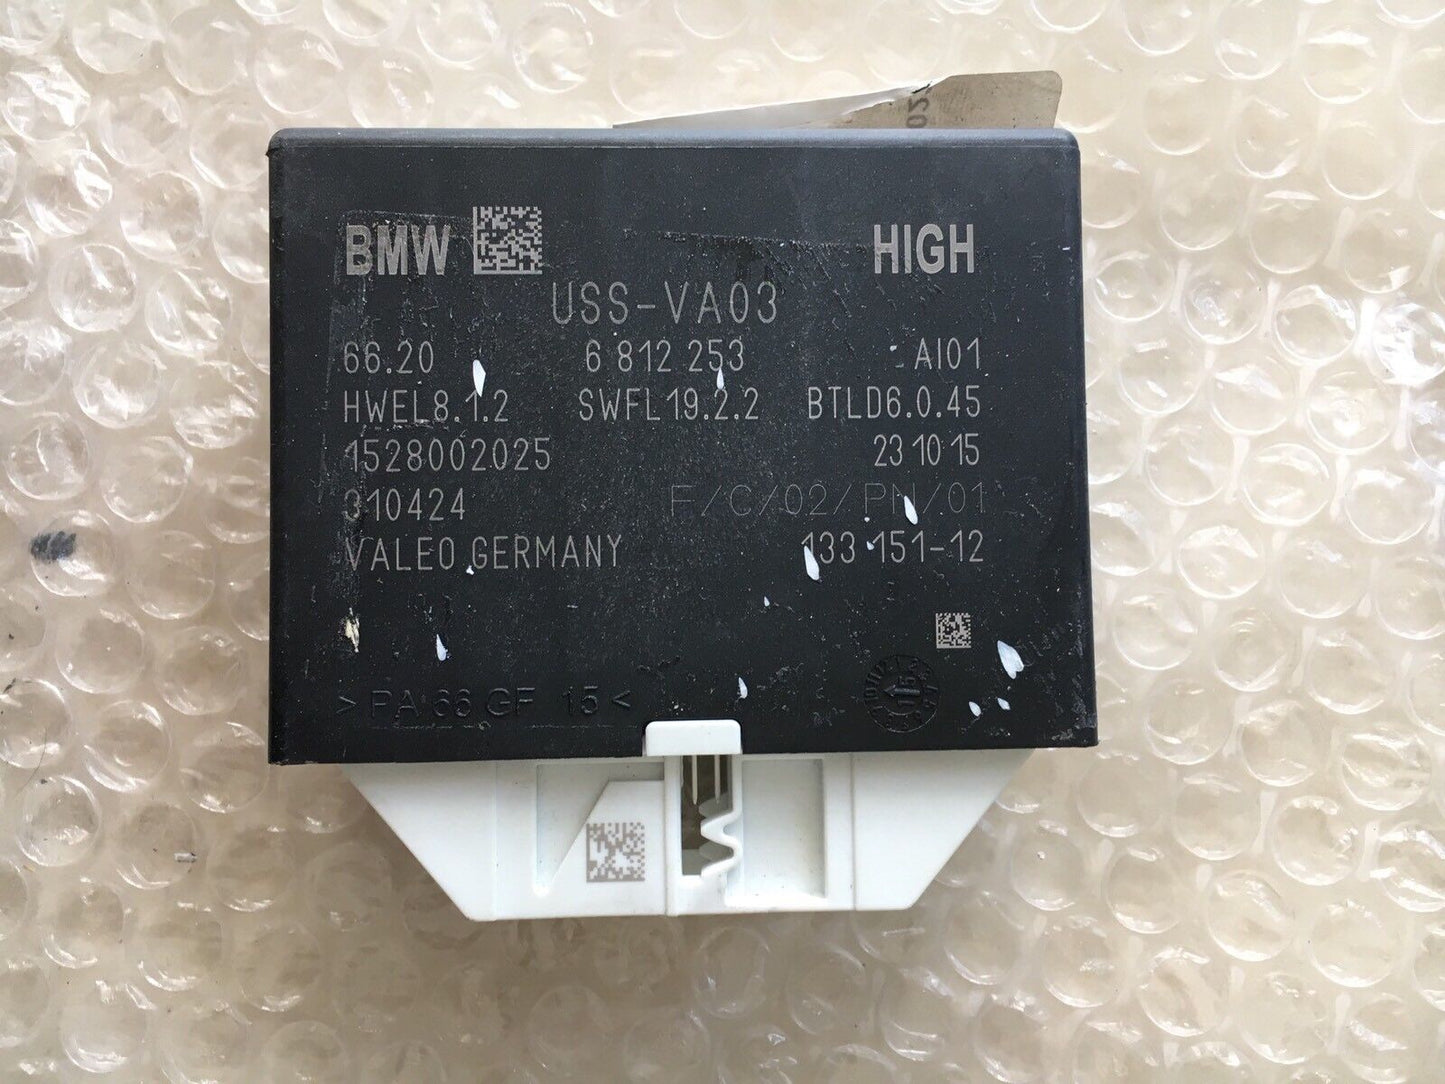 BMW HIGH
USS-VA03
66.20 6 812 253 AI01
HWEL8.1.2 SWFL19.2.2 BTLD6.0.45
1528002025 23 10 15
310424 F/C/02/PN/01
VALEO GERMANY 133 151-12
> PA 66 GF 15 <